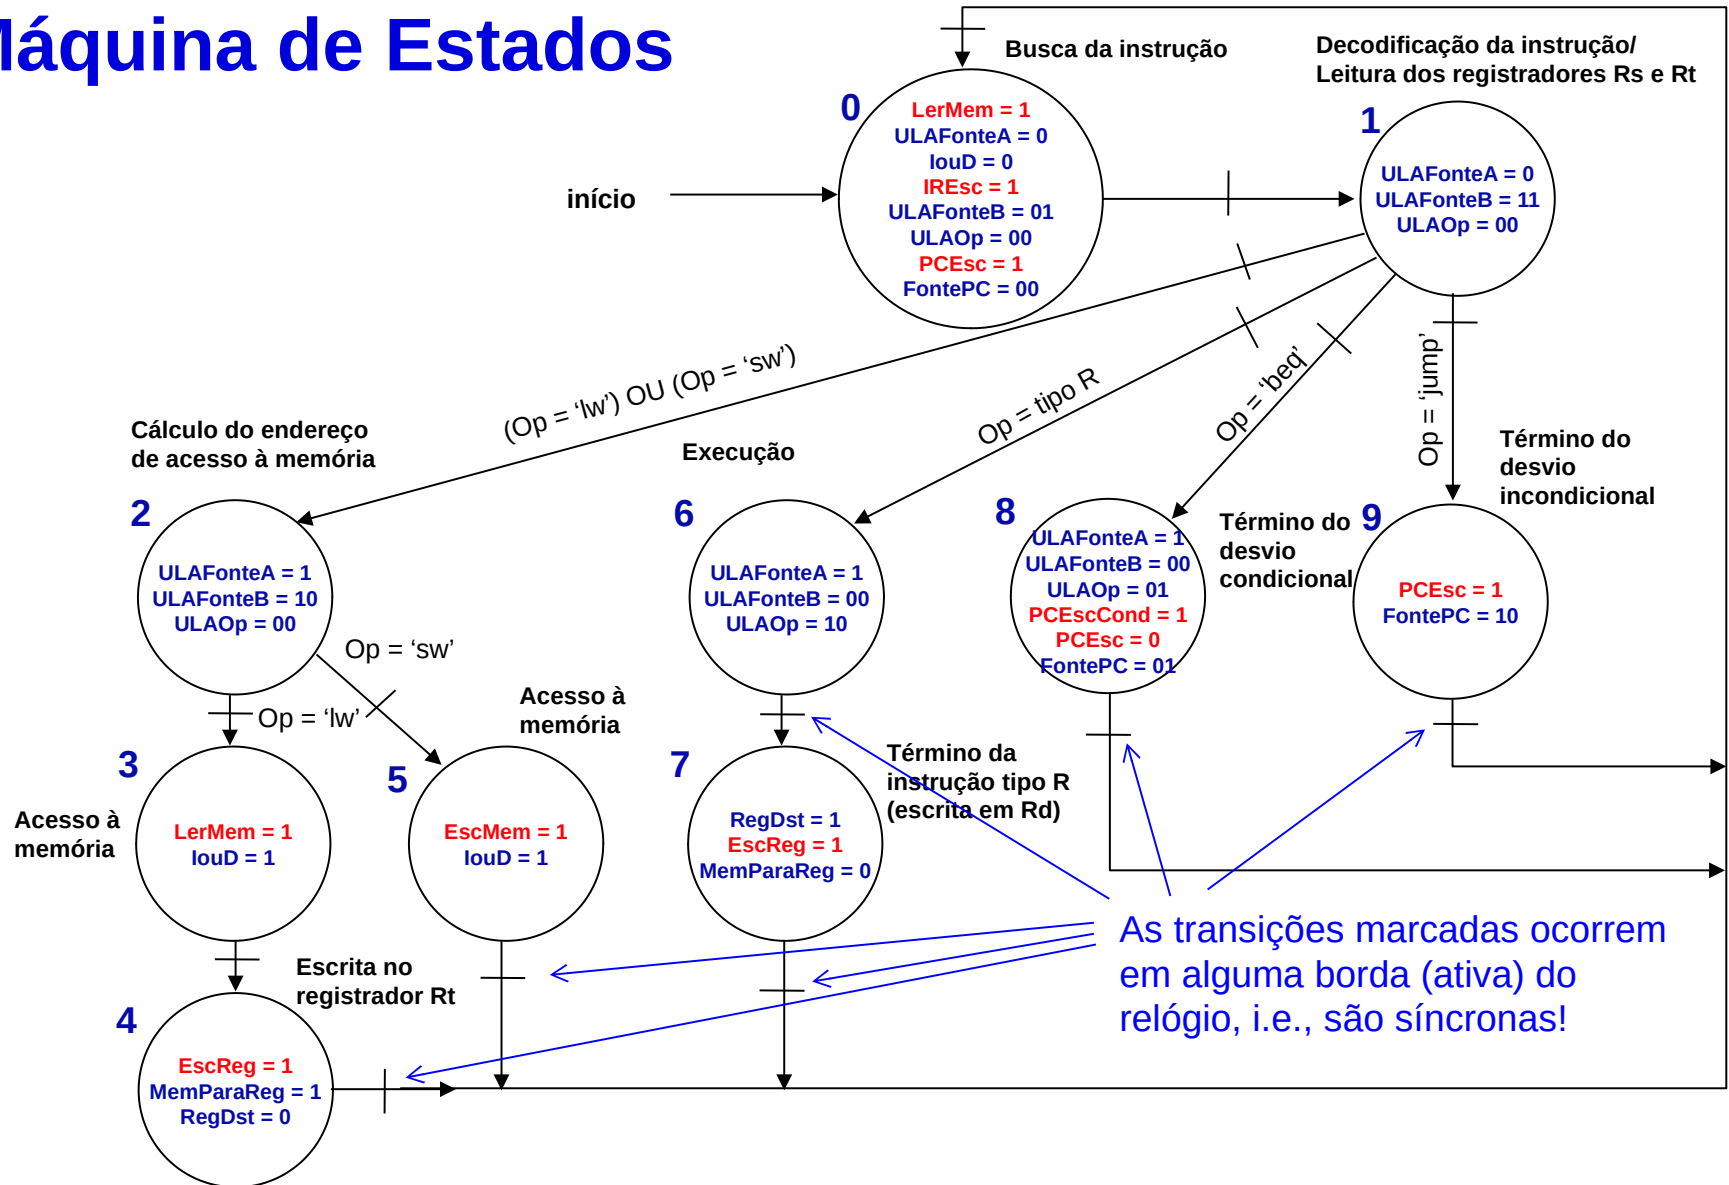 Máquina de Estados
Busca da instrução
Decodificação da instrução/
Leitura dos registradores Rs e Rt
0
LerMem = 1
ULAFonteA = 0
IouD = 0
IREsc = 1
ULAFonteB = 01
ULAOp = 00
PCEsc = 1
FontePC = 00
1
ULAFonteA = 0
ULAFonteB = 11
ULAOp = 00
início
(Op = ‘lw’) OU (Op = ‘sw’)
Op = tipo R
Op = ‘beq’
Op = ‘jump’
Cálculo do endereço
de acesso à memória
Execução
Término do
desvio
condicional
Término do
desvio
incondicional
2
ULAFonteA = 1
ULAFonteB = 10
ULAOp = 00
6
ULAFonteA = 1
ULAFonteB = 00
ULAOp = 10
8
ULAFonteA = 1
ULAFonteB = 00
ULAOp = 01
PCEscCond = 1
PCEsc = 0
FontePC = 01
9
PCEsc = 1
FontePC = 10
Op = ‘sw’
Op = ‘lw’
Acesso à
memória
3
LerMem = 1
IouD = 1
Acesso à
memória
5
EscMem = 1
IouD = 1
7
RegDst = 1
EscReg = 1
MemParaReg = 0
Término da
instrução tipo R
(escrita em Rd)
Escrita no
registrador Rt
4
EscReg = 1
MemParaReg = 1
RegDst = 0
As transições marcadas ocorrem
em alguma borda (ativa) do
relógio, i.e., são síncronas!